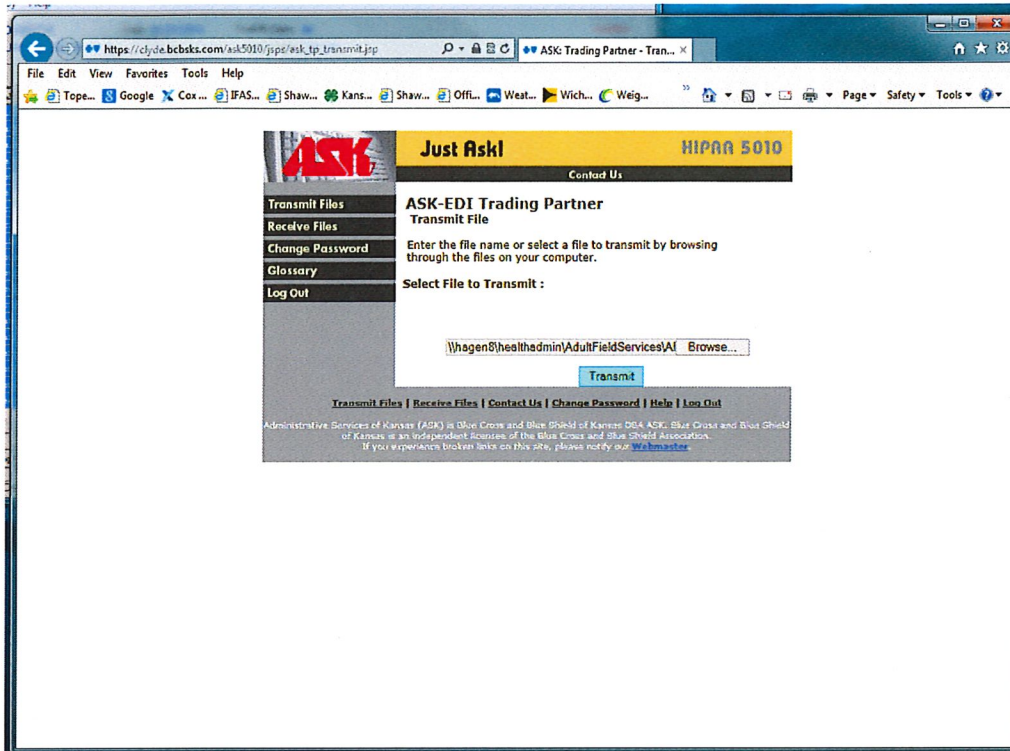 Help
https://clyde.bcbsks.com/ask5010/jsps/ask_tp_transmit.jsp
ASK: Trading Partner - Tran...
File Edit View Favorites Tools Help
Tope... Google Cox ... IFAS... Shaw... Kans... Shaw... Offi... Weat... Wich... Weig... Page Safety Tools
ASK
Just Ask!
HIPAA 5010
Contact Us
Transmit Files
Receive Files
Change Password
Glossary
Log Out
ASK-EDI Trading Partner
Transmit File
Enter the file name or select a file to transmit by browsing
through the files on your computer.
Select File to Transmit :
\\hagen8\healthadmin\AdultFieldServices\Al Browse...
Transmit
Transmit Files | Receive Files | Contact Us | Change Password | Help | Log Out
Administrative Services of Kansas (ASK) is Blue Cross and Blue Shield of Kansas DBA ASK. Blue Cross and Blue Shield
of Kansas is an independent licensee of the Blue Cross and Blue Shield Association.
If you experience broken links on this site, please notify our Webmaster.